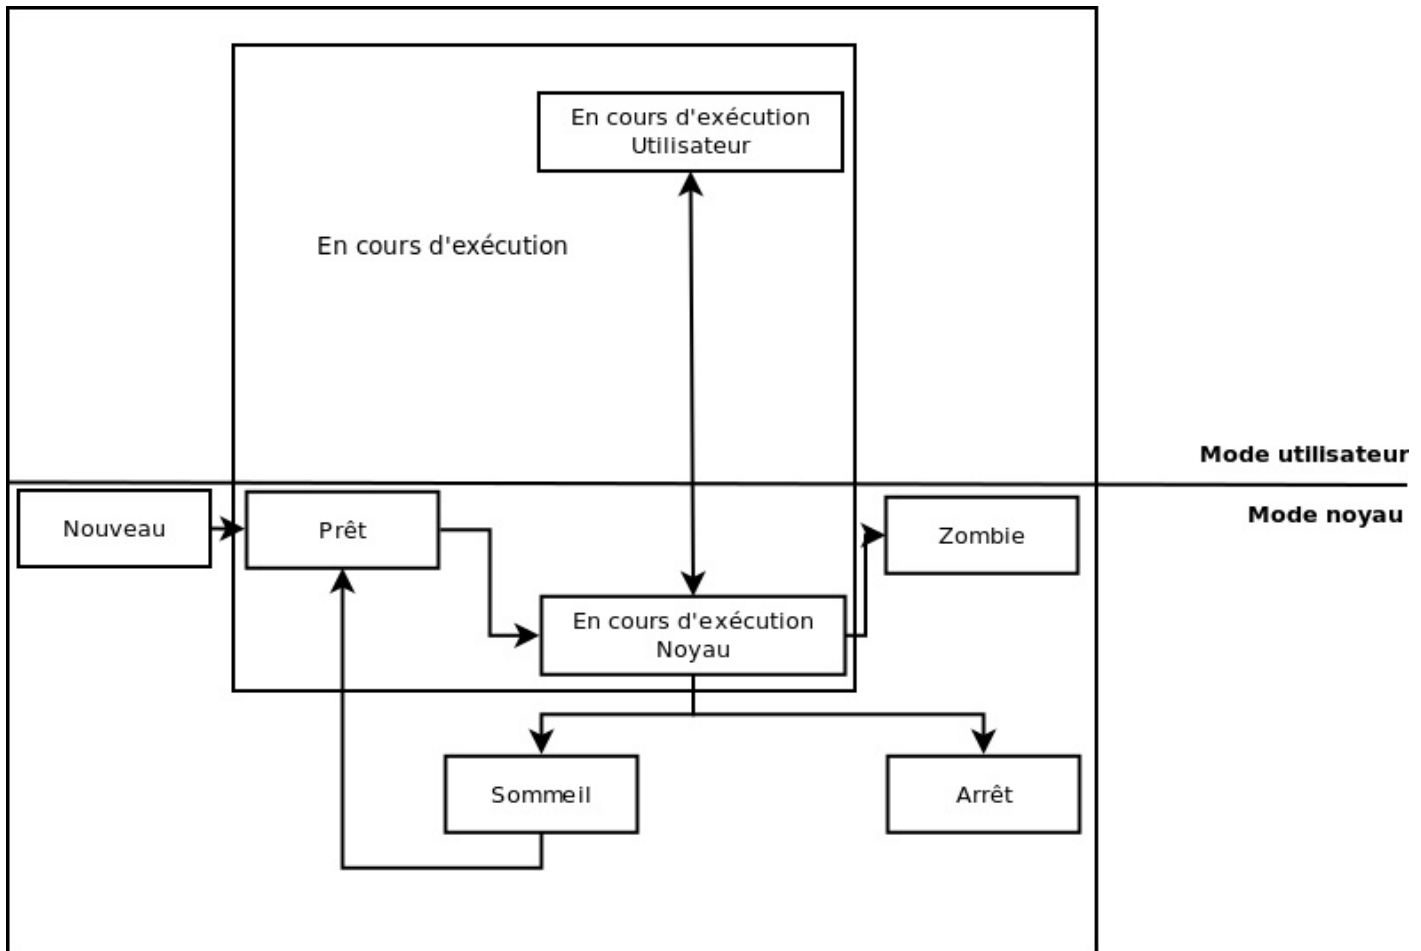 En cours d'exécution
Utilisateur
En cours d'exécution
Mode utilisateur
Mode noyau
Nouveau
Prêt
Zombie
En cours d'exécution
Noyau
Sommeil
Arrêt